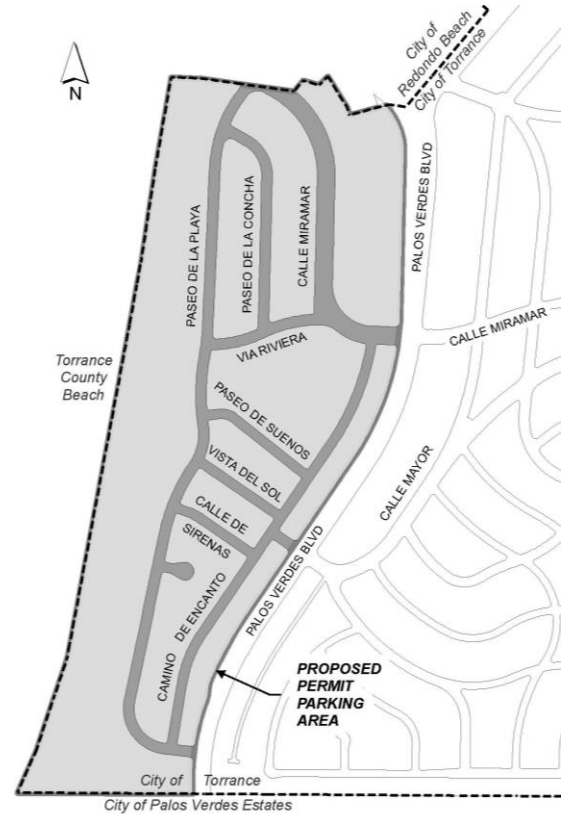 City of
Redondo Beach
City of Torrance
N
PALOS VERDES BLVD
PASEO DE LA PLAYA
PASEO DE LA CONCHA
CALLE MIRAMAR
CALLE MIRAMAR
VIA RIVIERA
Torrance
County
Beach
PASEO DE SUENOS
VISTA DEL SOL
CALLE MAYOR
CALLE DE
SIRENAS
PALOS VERDES BLVD
CAMINO DE ENCANTO
PROPOSED
PERMIT
PARKING
AREA
City of Torrance
City of Palos Verdes Estates